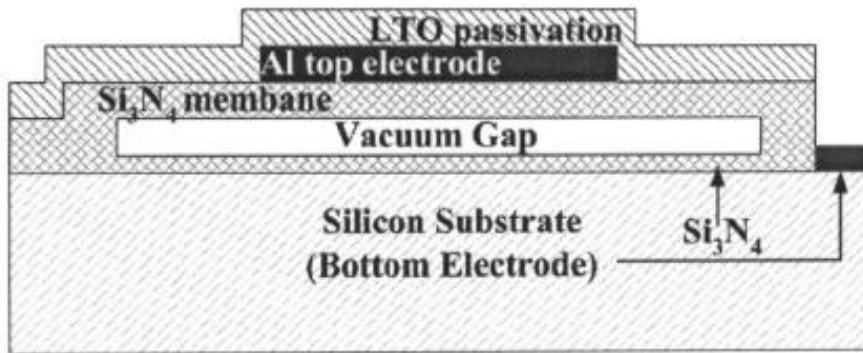 LTO passivation
Al top electrode
Si₃N₄ membane
Vacuum Gap
Silicon Substrate
(Bottom Electrode)
Si₃N₄